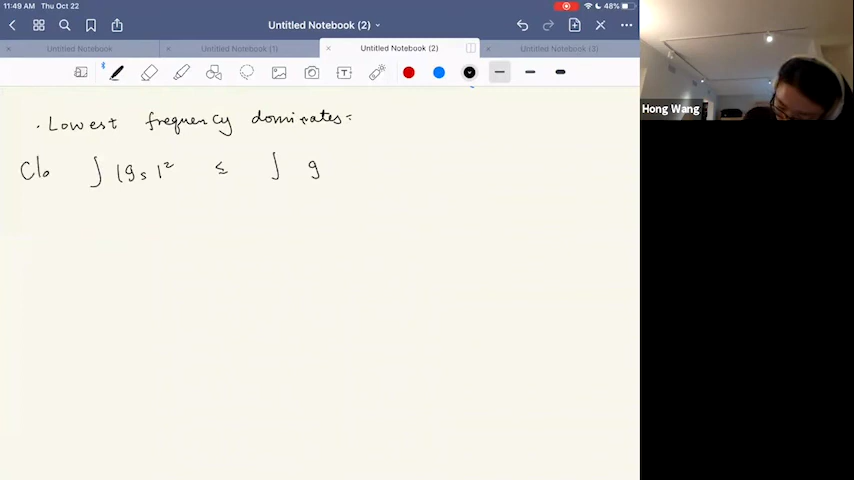 11:49 AM Thu Oct 22
48%
Untitled Notebook (2)
Untitled Notebook
Untitled Notebook (1)
Untitled Notebook (2)
Untitled Notebook (3)
Hong Wang
· Lowest frequency dominates:
C/o ∫ |g_s|² ≲ ∫ g